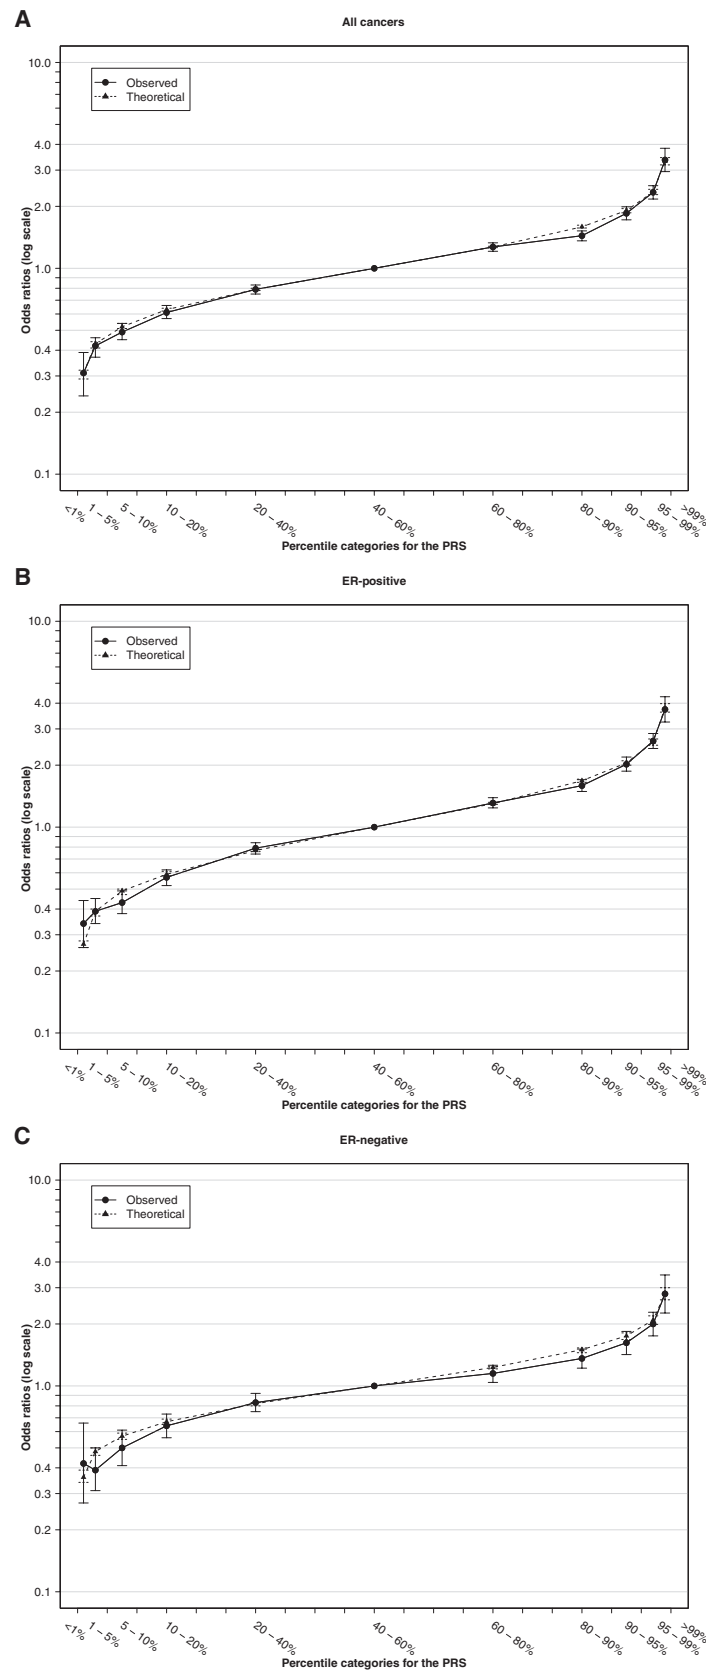 A
All cancers
Observed
Theoretical
Odds ratios (log scale)
10.0
4.0
3.0
2.0
1.0
0.4
0.3
0.2
0.1
<1%
1 – 5%
5 – 10%
10 – 20%
20 – 40%
40 – 60%
60 – 80%
80 – 90%
90 – 95%
95 – 99%
>99%
Percentile categories for the PRS
B
ER-positive
Observed
Theoretical
Odds ratios (log scale)
10.0
4.0
3.0
2.0
1.0
0.4
0.3
0.2
0.1
<1%
1 – 5%
5 – 10%
10 – 20%
20 – 40%
40 – 60%
60 – 80%
80 – 90%
90 – 95%
95 – 99%
>99%
Percentile categories for the PRS
C
ER-negative
Observed
Theoretical
Odds ratios (log scale)
10.0
4.0
3.0
2.0
1.0
0.4
0.3
0.2
0.1
<1%
1 – 5%
5 – 10%
10 – 20%
20 – 40%
40 – 60%
60 – 80%
80 – 90%
90 – 95%
95 – 99%
>99%
Percentile categories for the PRS